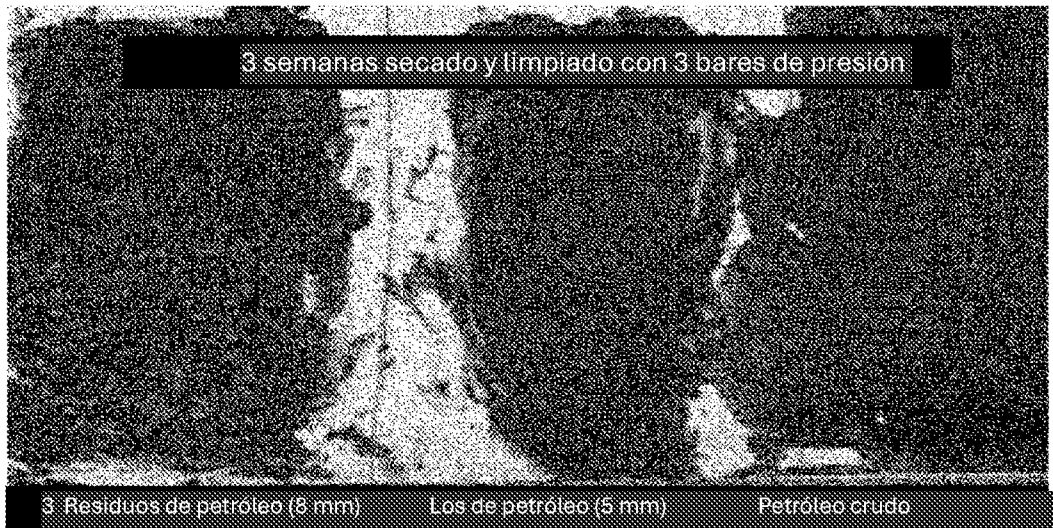 3 semanas secado y limpiado con 3 bares de presión
3 Residuos de petróleo (8 mm) Los de petróleo (5 mm) Petróleo crudo